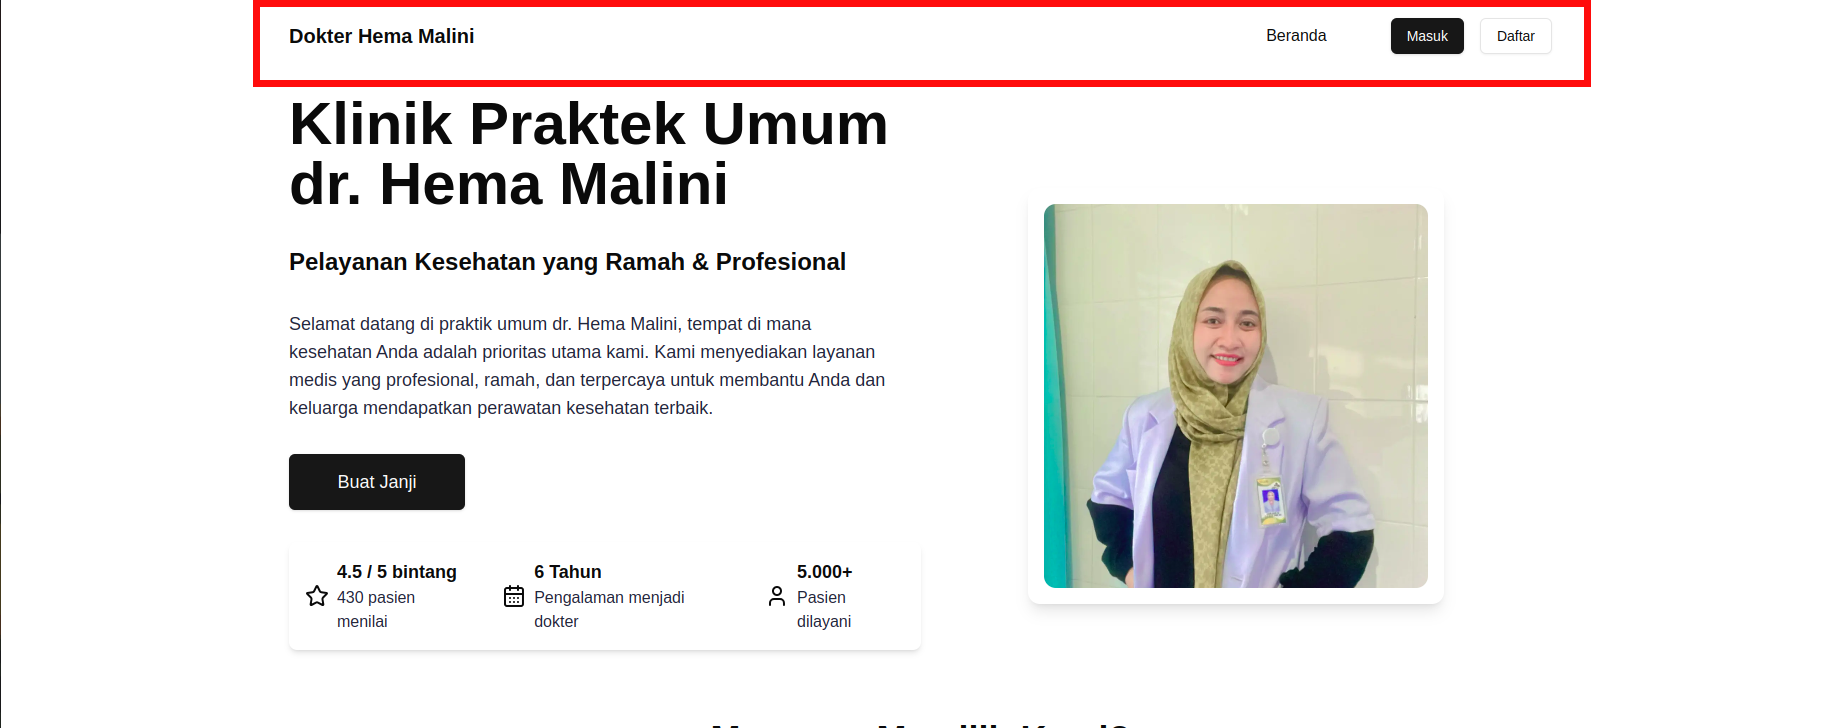 Dokter Hema Malini
Beranda
Masuk
Daftar
Klinik Praktek Umum
dr. Hema Malini
Pelayanan Kesehatan yang Ramah & Profesional
Selamat datang di praktik umum dr. Hema Malini, tempat di mana
kesehatan Anda adalah prioritas utama kami. Kami menyediakan layanan
medis yang profesional, ramah, dan terpercaya untuk membantu Anda dan
keluarga mendapatkan perawatan kesehatan terbaik.
Buat Janji
4.5 / 5 bintang
430 pasien
menilai
6 Tahun
Pengalaman menjadi
dokter
5.000+
Pasien
dilayani